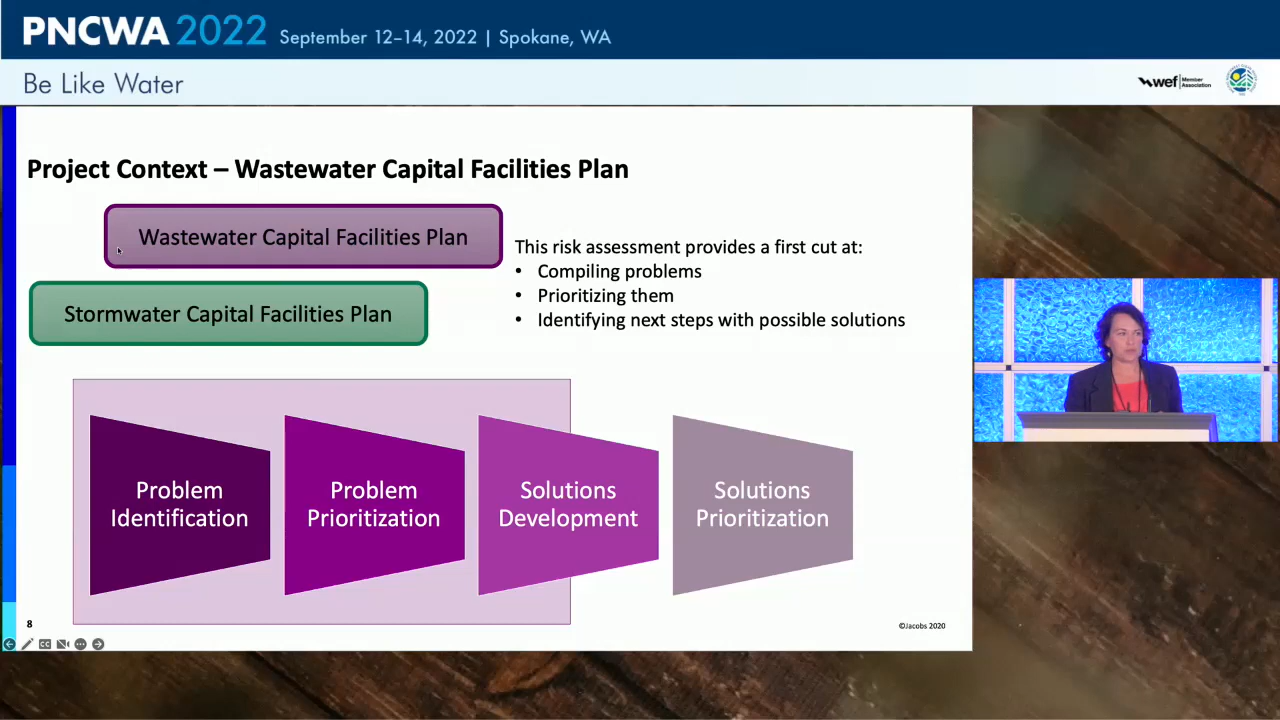 PNCWA 2022 September 12–14, 2022 | Spokane, WA
Be Like Water
wef Member Association
Project Context – Wastewater Capital Facilities Plan
Wastewater Capital Facilities Plan
Stormwater Capital Facilities Plan
This risk assessment provides a first cut at:
• Compiling problems
• Prioritizing them
• Identifying next steps with possible solutions
Problem
Identification
Problem
Prioritization
Solutions
Development
Solutions
Prioritization
8
©Jacobs 2020
CC